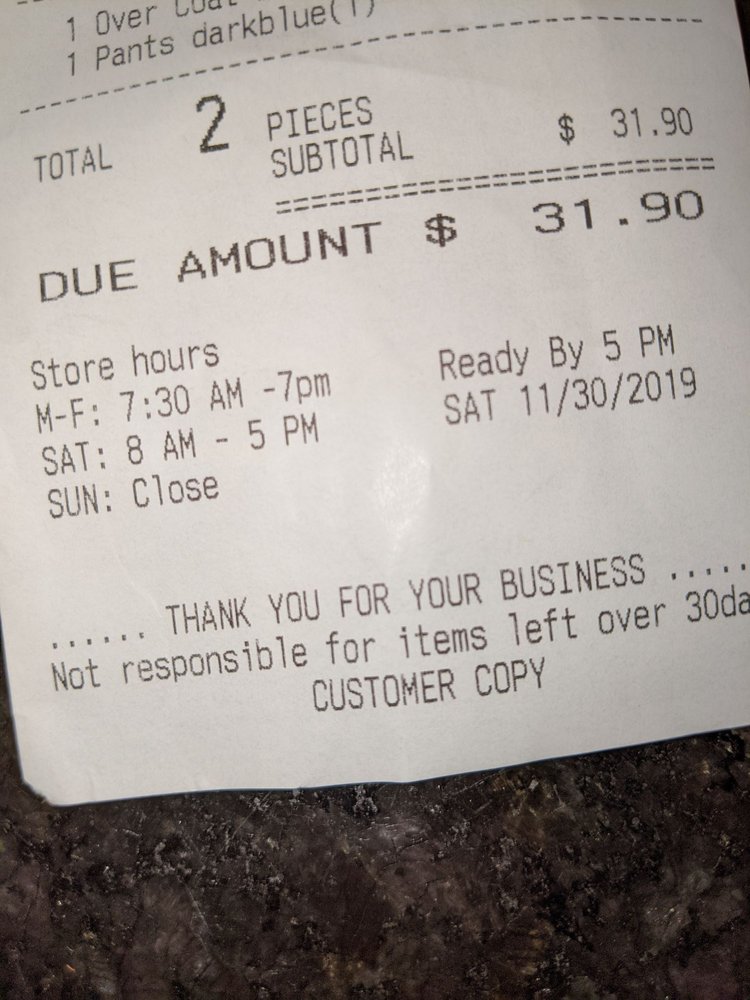 1 Over Coat
1 Pants darkblue(1)
TOTAL 2 PIECES
SUBTOTAL $ 31.90
DUE AMOUNT $ 31.90
Store hours
M-F: 7:30 AM -7pm
SAT: 8 AM - 5 PM
SUN: Close
Ready By 5 PM
SAT 11/30/2019
...... THANK YOU FOR YOUR BUSINESS .....
Not responsible for items left over 30da
CUSTOMER COPY